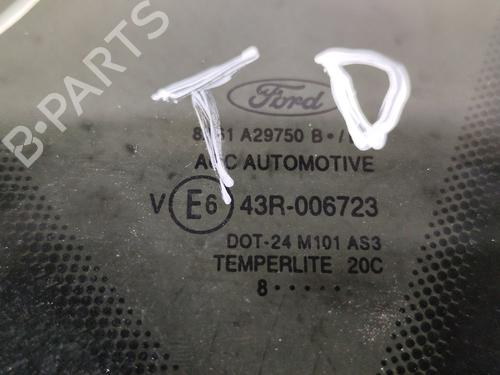 T D
Ford
A29750 B
AUTOMOTIVE
V E6 43R-006723
DOT-24 M101 AS3
TEMPERLITE 20C
8 • • • • •
B-PARTS